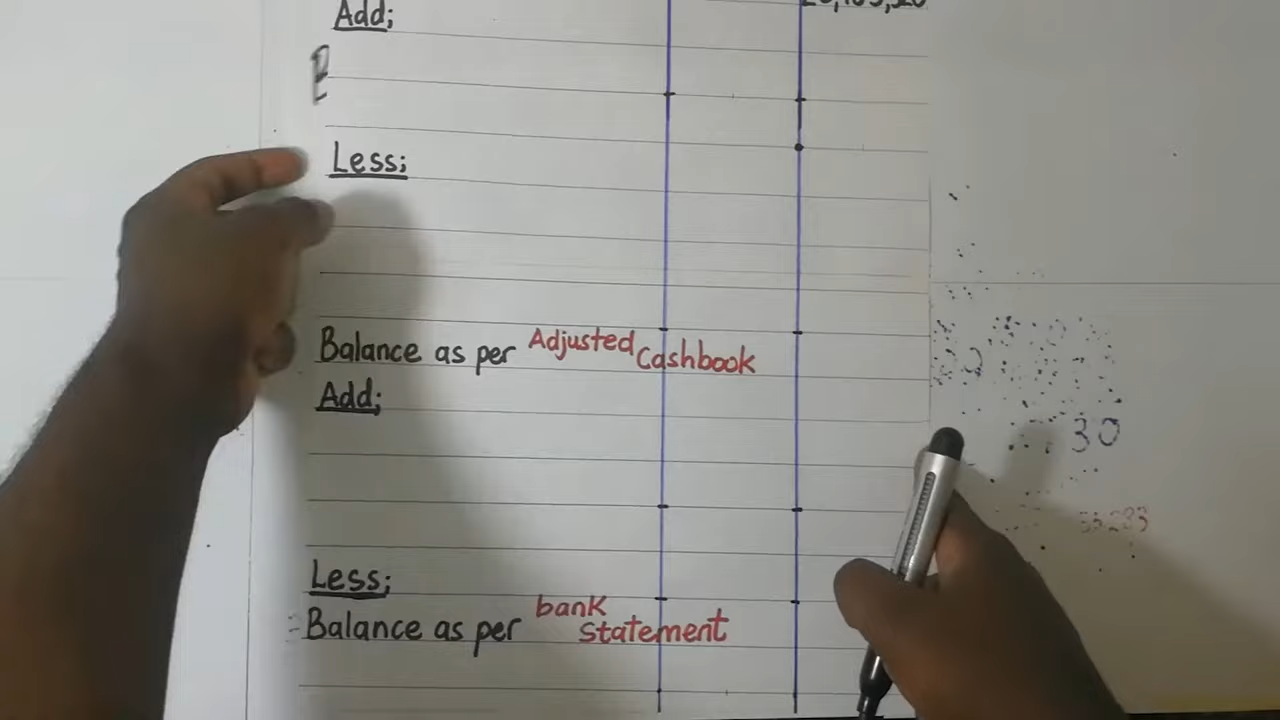 Add;
Less;
Balance as per Adjusted Cashbook
Add;
30
Less;
Balance as per bank statement